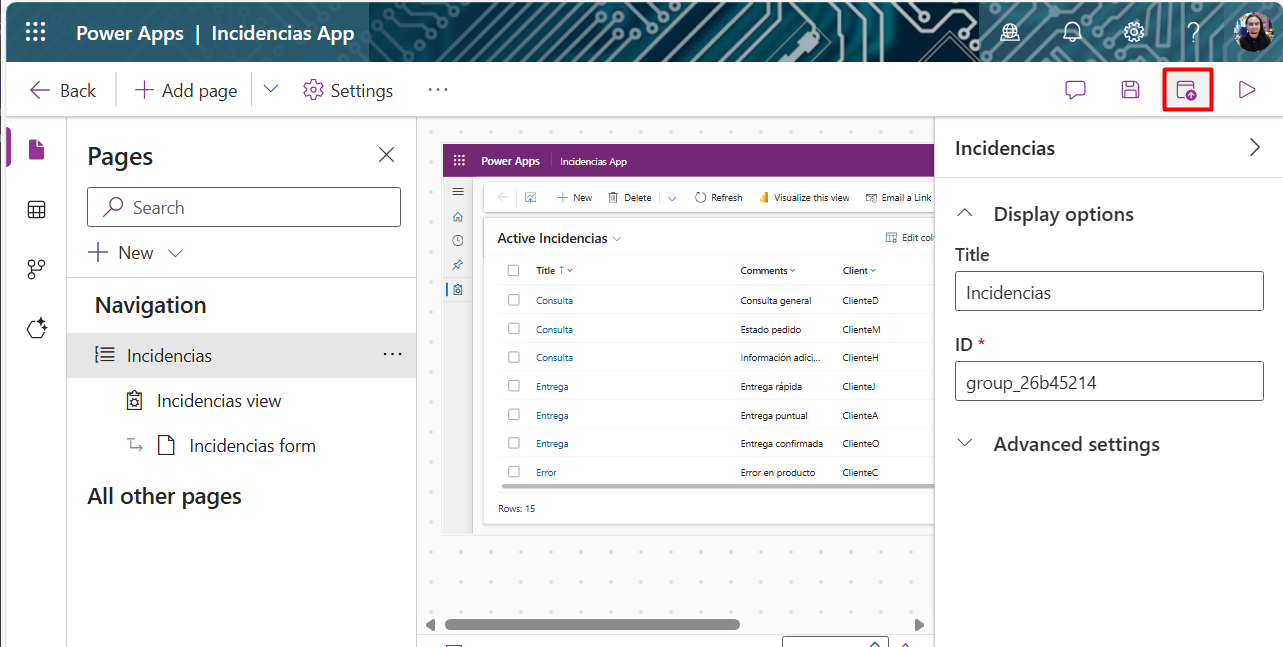 Power Apps | Incidencias App
Back
Add page
Settings
Pages
Search
New
Navigation
Incidencias
Incidencias view
Incidencias form
All other pages
Power Apps Incidencias App
New Delete Refresh Visualize this view Email a Link
Active Incidencias Edit colu
Title Comments Client
Consulta Consulta general ClienteD
Consulta Estado pedido ClienteM
Consulta Información adici... ClienteH
Entrega Entrega rápida ClienteJ
Entrega Entrega puntual ClienteA
Entrega Entrega confirmada ClienteO
Error Error en producto ClienteC
Rows: 15
Incidencias
Display options
Title
Incidencias
ID *
group_26b45214
Advanced settings